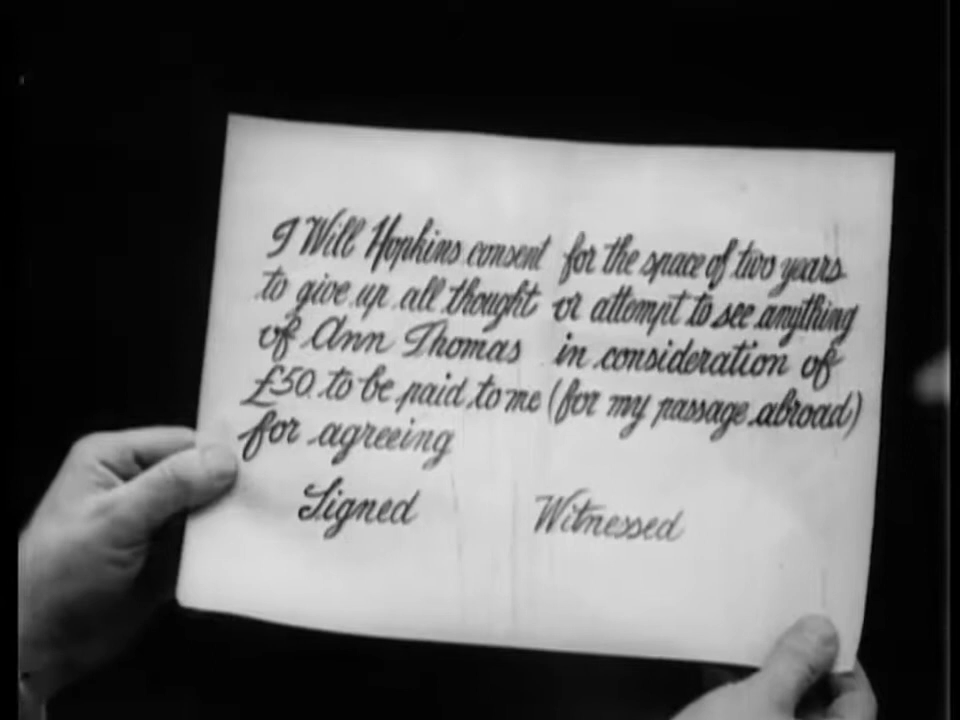 I Will Hopkins consent for the space of two years
to give up all thought or attempt to see anything
of Ann Thomas in consideration of
£50 to be paid to me (for my passage abroad)
for agreeing
Signed Witnessed